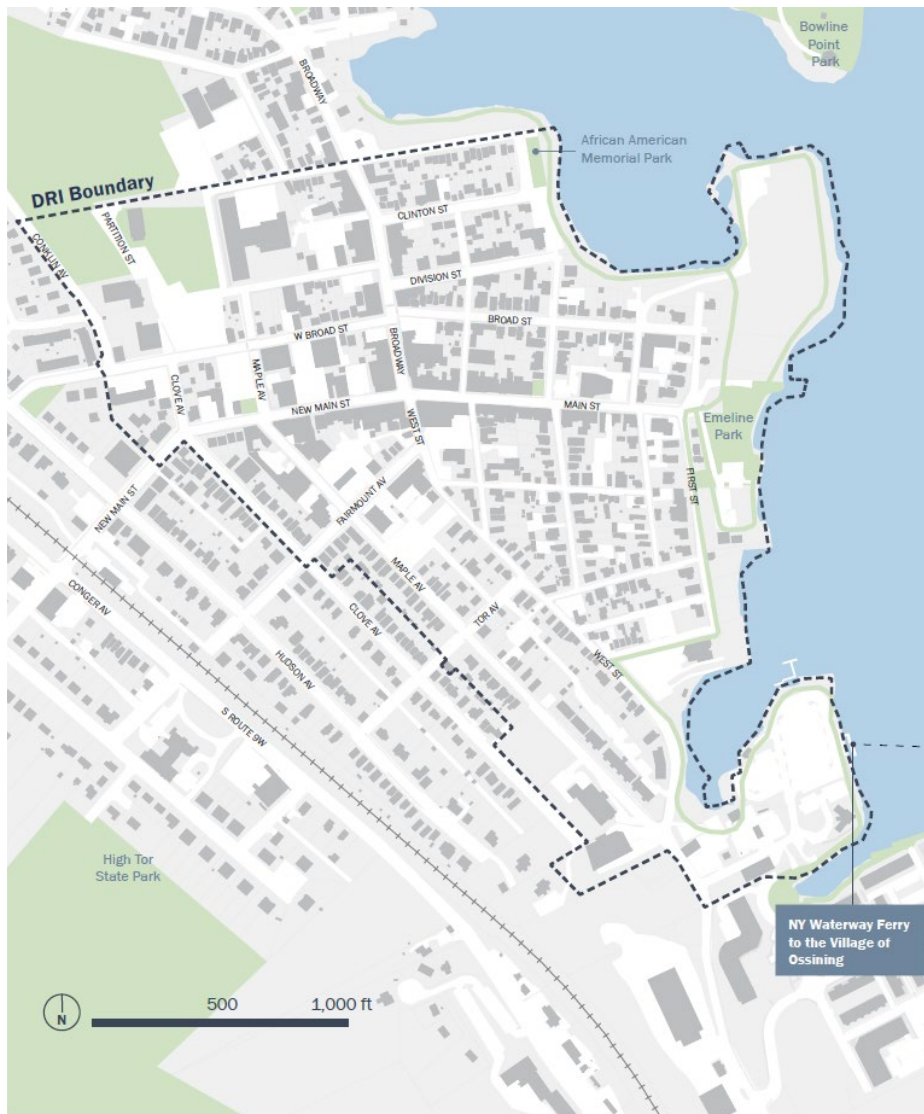 Bowline
Point
Park
BROADWAY
African American
Memorial Park
DRI Boundary
CLINTON ST
PARTITION ST
CONKLIN AV
DIVISION ST
BROAD ST
W BROAD ST
BROADWAY
MAPLE AV
CLOVE AV
NEW MAIN ST
MAIN ST
WEST ST
Emeline
Park
FIRST ST
FAIRMOUNT AV
NEW MAIN ST
MAPLE AV
CONGER AV
CLOVE AV
TOR AV
HUDSON AV
WEST ST
S ROUTE 9W
High Tor
State Park
NY Waterway Ferry
to the Village of
Ossining
500
1,000 ft
N